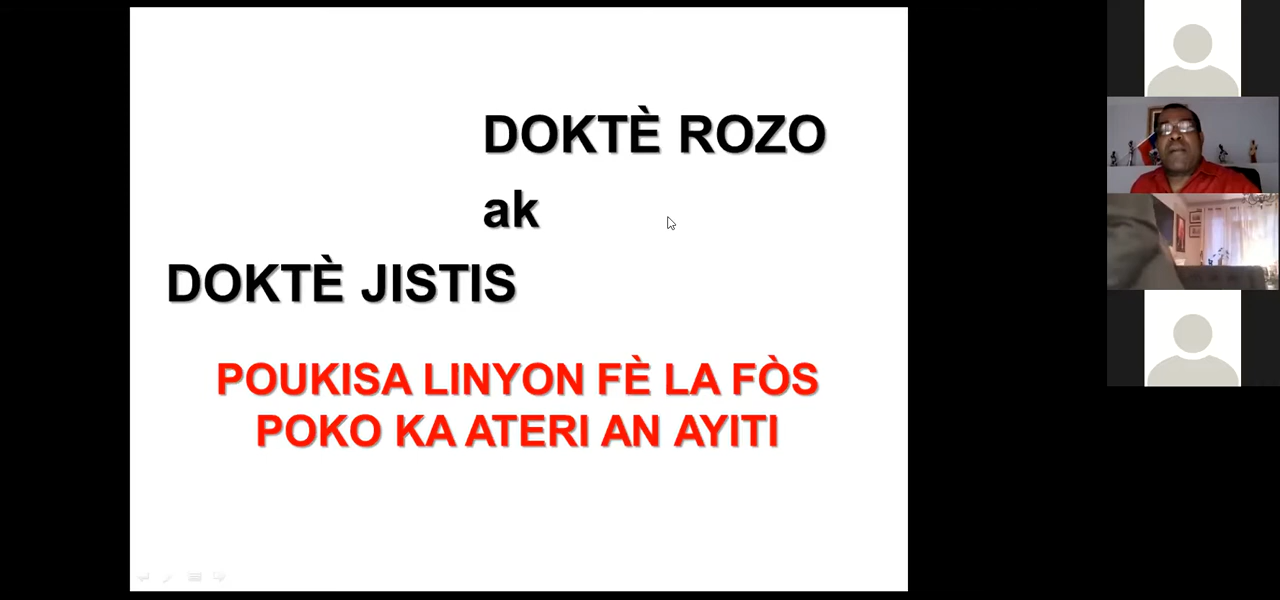 DOKTÈ ROZO
ak
DOKTÈ JISTIS
POUKISA LINYON FÈ LA FÒS
POKO KA ATERI AN AYITI